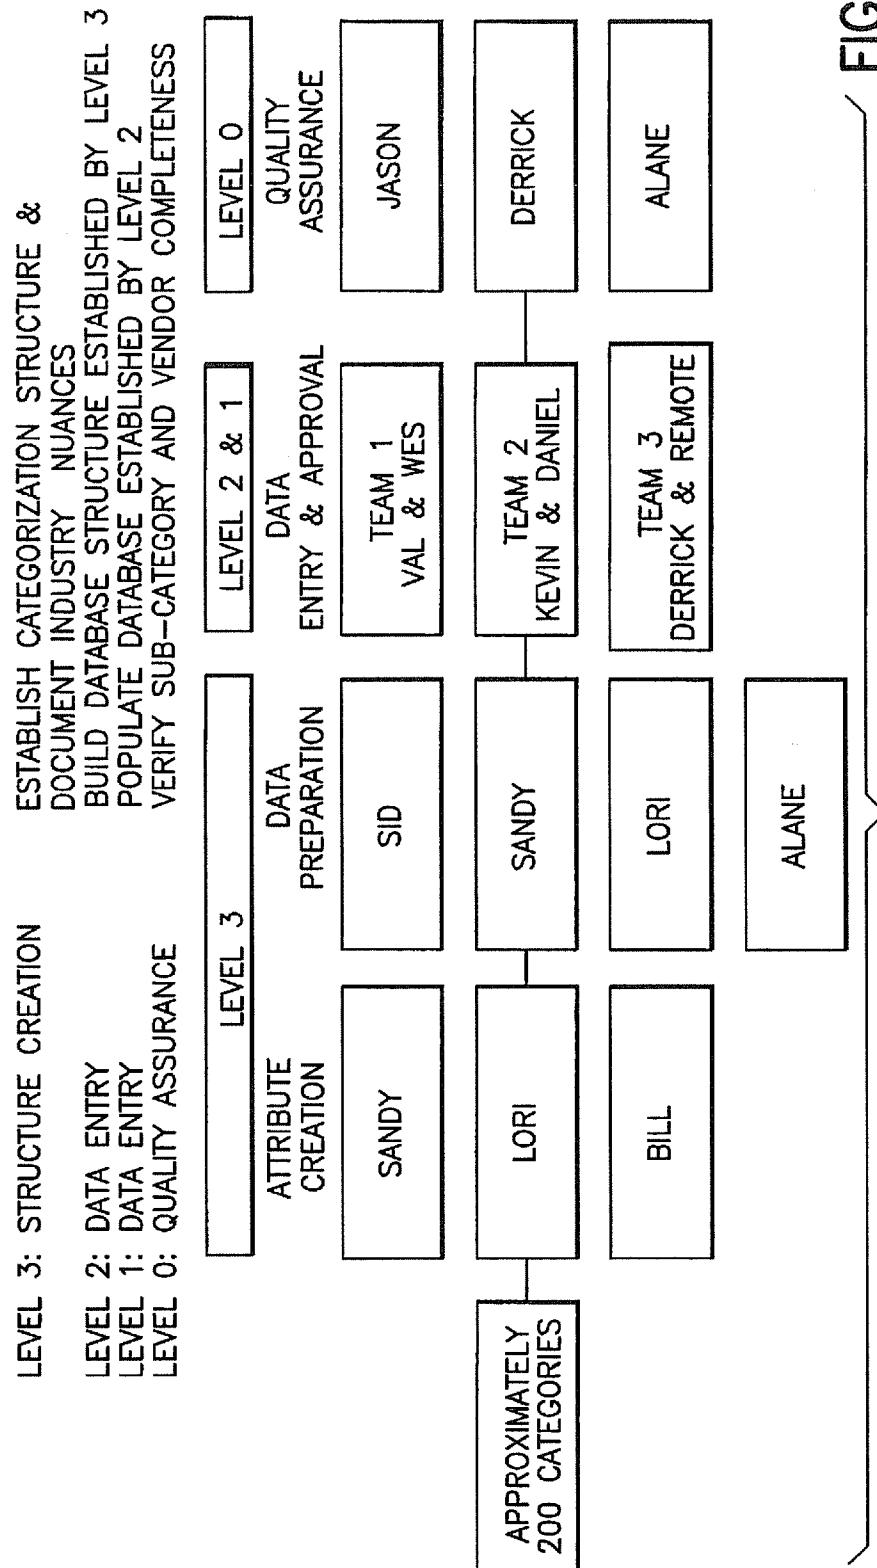 LEVEL 3: STRUCTURE CREATION
ESTABLISH CATEGORIZATION STRUCTURE &
DOCUMENT INDUSTRY NUANCES
LEVEL 2: DATA ENTRY
BUILD DATABASE STRUCTURE ESTABLISHED BY LEVEL 3
LEVEL 1: DATA ENTRY
POPULATE DATABASE ESTABLISHED BY LEVEL 2
LEVEL 0: QUALITY ASSURANCE
VERIFY SUB-CATEGORY AND VENDOR COMPLETENESS
LEVEL 3
LEVEL 2 & 1
LEVEL 0
ATTRIBUTE
CREATION
DATA
PREPARATION
DATA
ENTRY & APPROVAL
QUALITY
ASSURANCE
SANDY
SID
TEAM 1
VAL & WES
JASON
APPROXIMATELY
200 CATEGORIES
LORI
SANDY
TEAM 2
KEVIN & DANIEL
DERRICK
BILL
LORI
TEAM 3
DERRICK & REMOTE
ALANE
ALANE
FIG